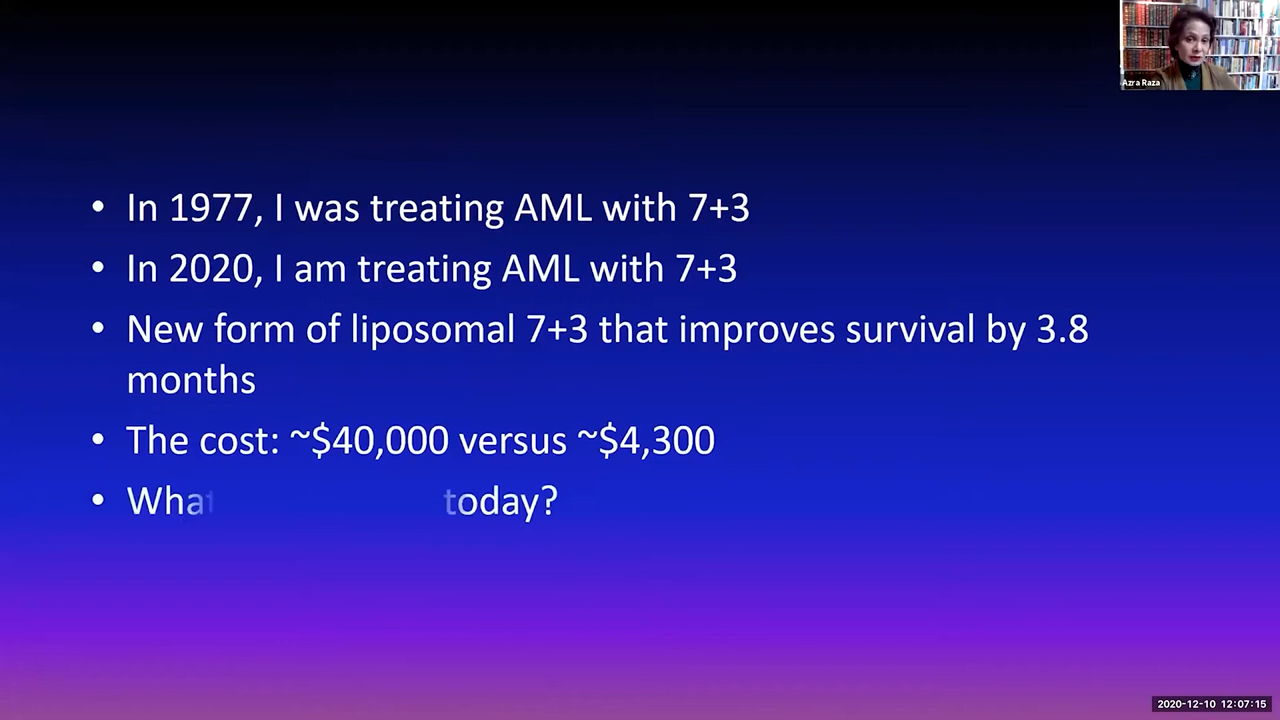 Azra Raza
• In 1977, I was treating AML with 7+3
• In 2020, I am treating AML with 7+3
• New form of liposomal 7+3 that improves survival by 3.8
months
• The cost: ~$40,000 versus ~$4,300
• What today?
2020-12-10 12:07:15